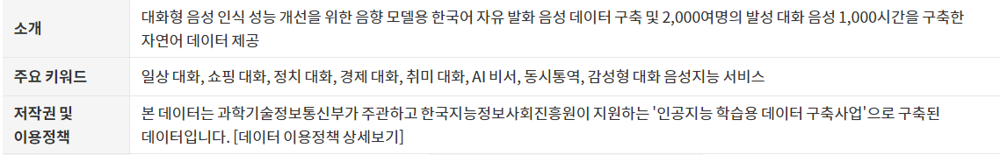 소개
대화형 음성 인식 성능 개선을 위한 음향 모델용 한국어 자유 발화 음성 데이터 구축 및 2,000여명의 발성 대화 음성 1,000시간을 구축한
자연어 데이터 제공
주요 키워드
일상 대화, 쇼핑 대화, 정치 대화, 경제 대화, 취미 대화, AI 비서, 동시통역, 감성형 대화 음성지능 서비스
저작권 및
이용정책
본 데이터는 과학기술정보통신부가 주관하고 한국지능정보사회진흥원이 지원하는 '인공지능 학습용 데이터 구축사업'으로 구축된
데이터입니다. [데이터 이용정책 상세보기]